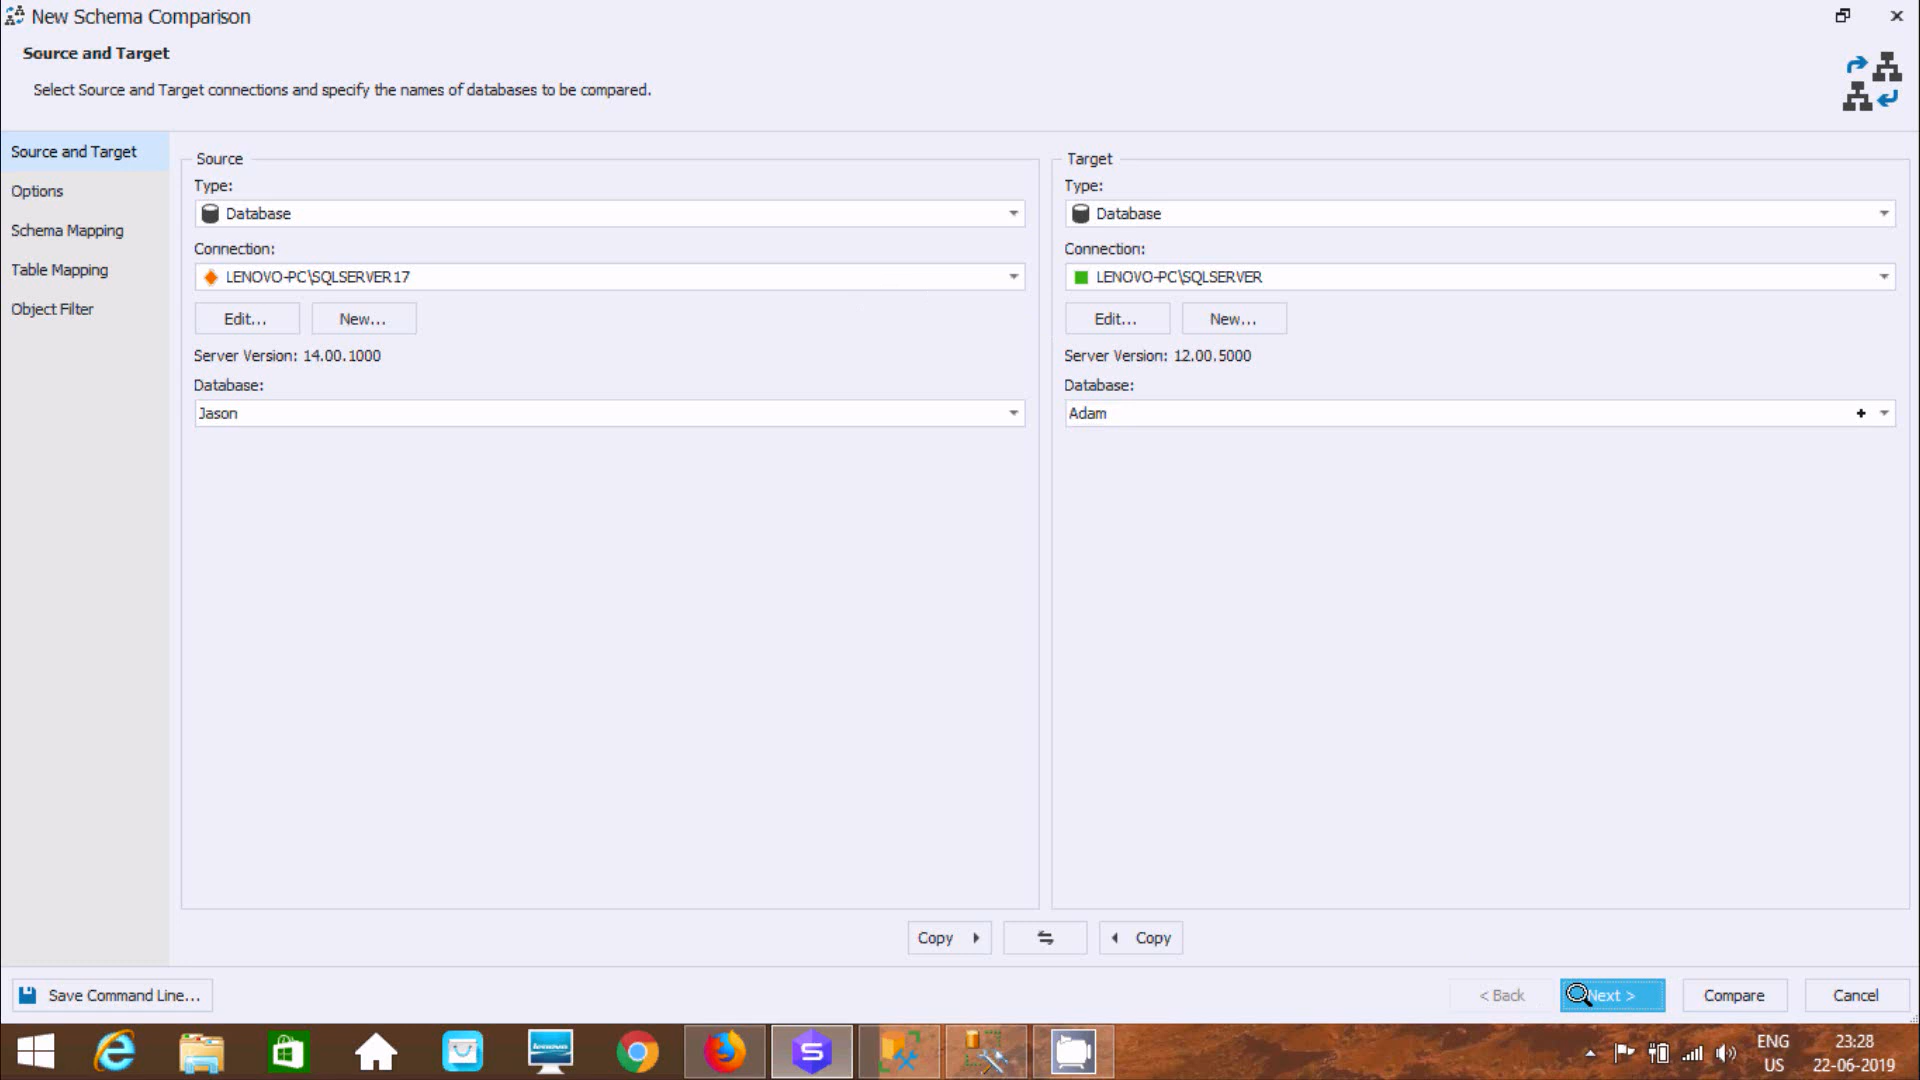 New Schema Comparison
Source and Target
Select Source and Target connections and specify the names of databases to be compared.
Source and Target
Options
Schema Mapping
Table Mapping
Object Filter
Source
Type:
Database
Connection:
LENOVO-PC\SQLSERVER17
Edit...
New...
Server Version: 14.00.1000
Database:
Jason
Target
Type:
Database
Connection:
LENOVO-PC\SQLSERVER
Edit...
New...
Server Version: 12.00.5000
Database:
Adam
Copy
Copy
Save Command Line...
< Back
Next >
Compare
Cancel
S
ENG
US
23:28
22-06-2019